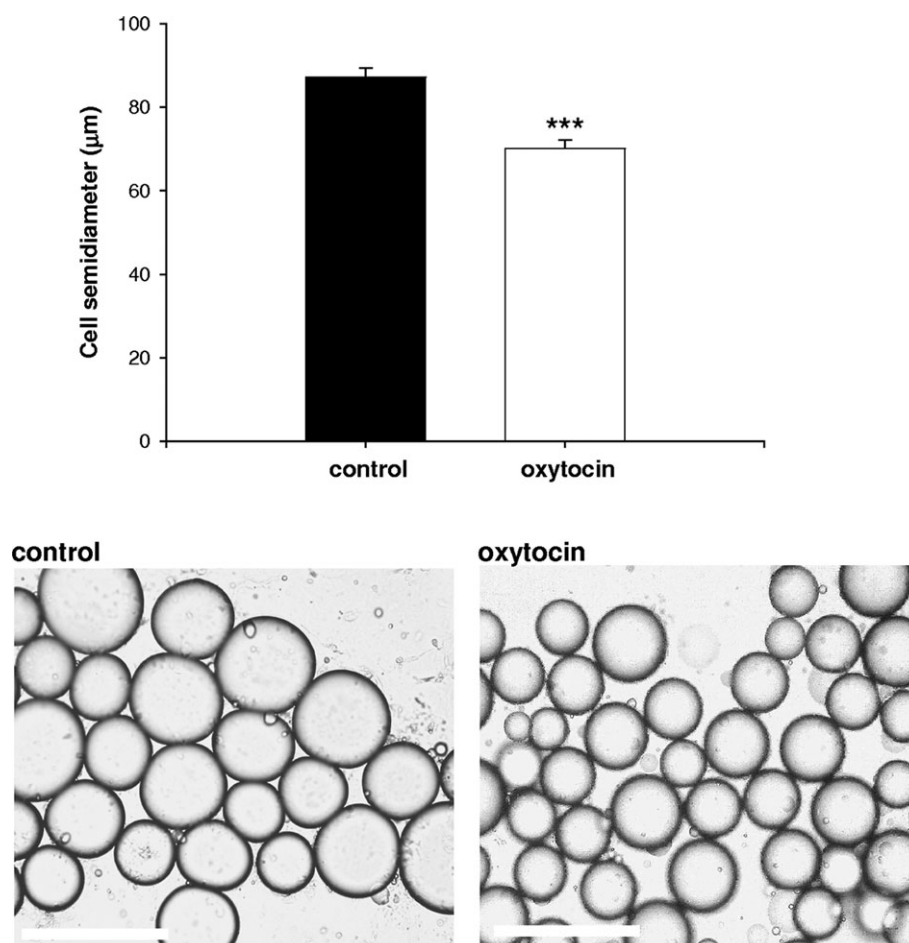 100
80
60
40
20
0
Cell semidiameter (μm)
***
control
oxytocin
control
oxytocin